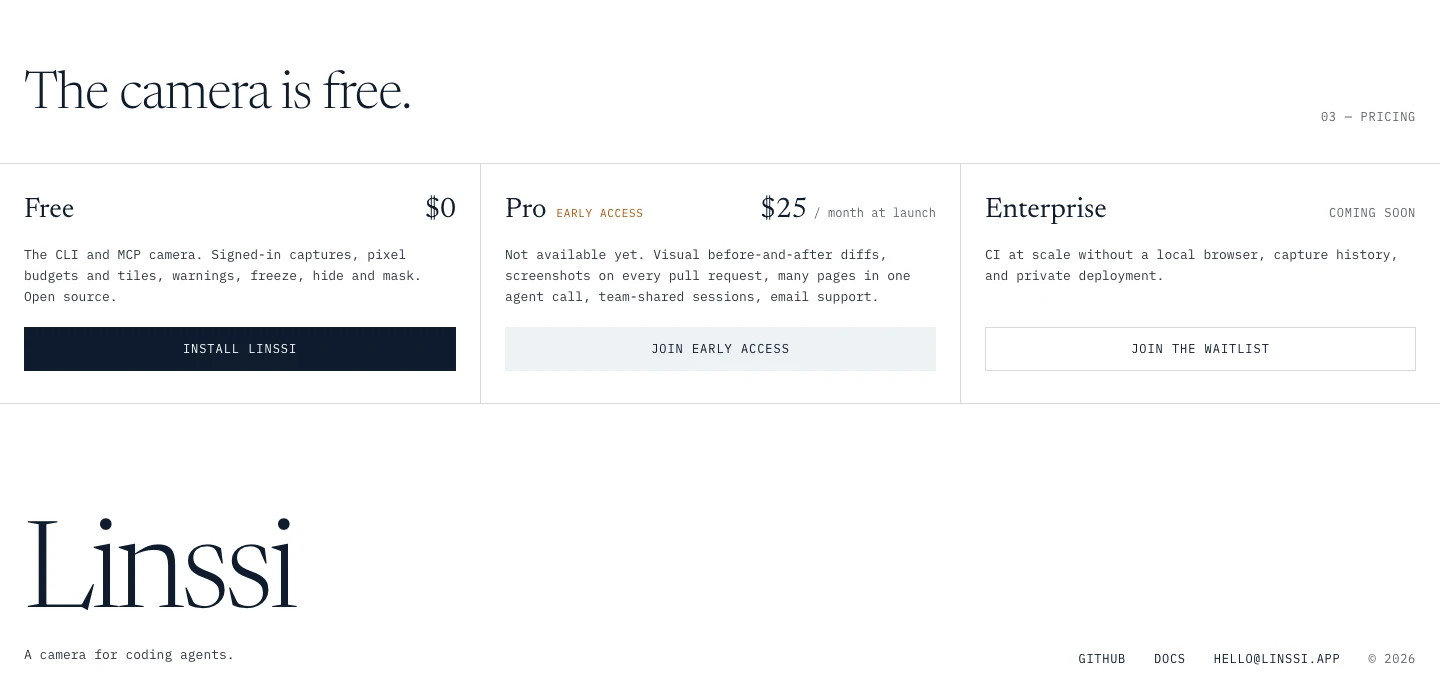 The camera is free.
03 — PRICING
Free
$0
The CLI and MCP camera. Signed-in captures, pixel
budgets and tiles, warnings, freeze, hide and mask.
Open source.
INSTALL LINSSI
Pro EARLY ACCESS
$25 / month at launch
Not available yet. Visual before-and-after diffs,
screenshots on every pull request, many pages in one
agent call, team-shared sessions, email support.
JOIN EARLY ACCESS
Enterprise
COMING SOON
CI at scale without a local browser, capture history,
and private deployment.
JOIN THE WAITLIST
Linssi
A camera for coding agents.
GITHUB DOCS HELLO@LINSSI.APP © 2026